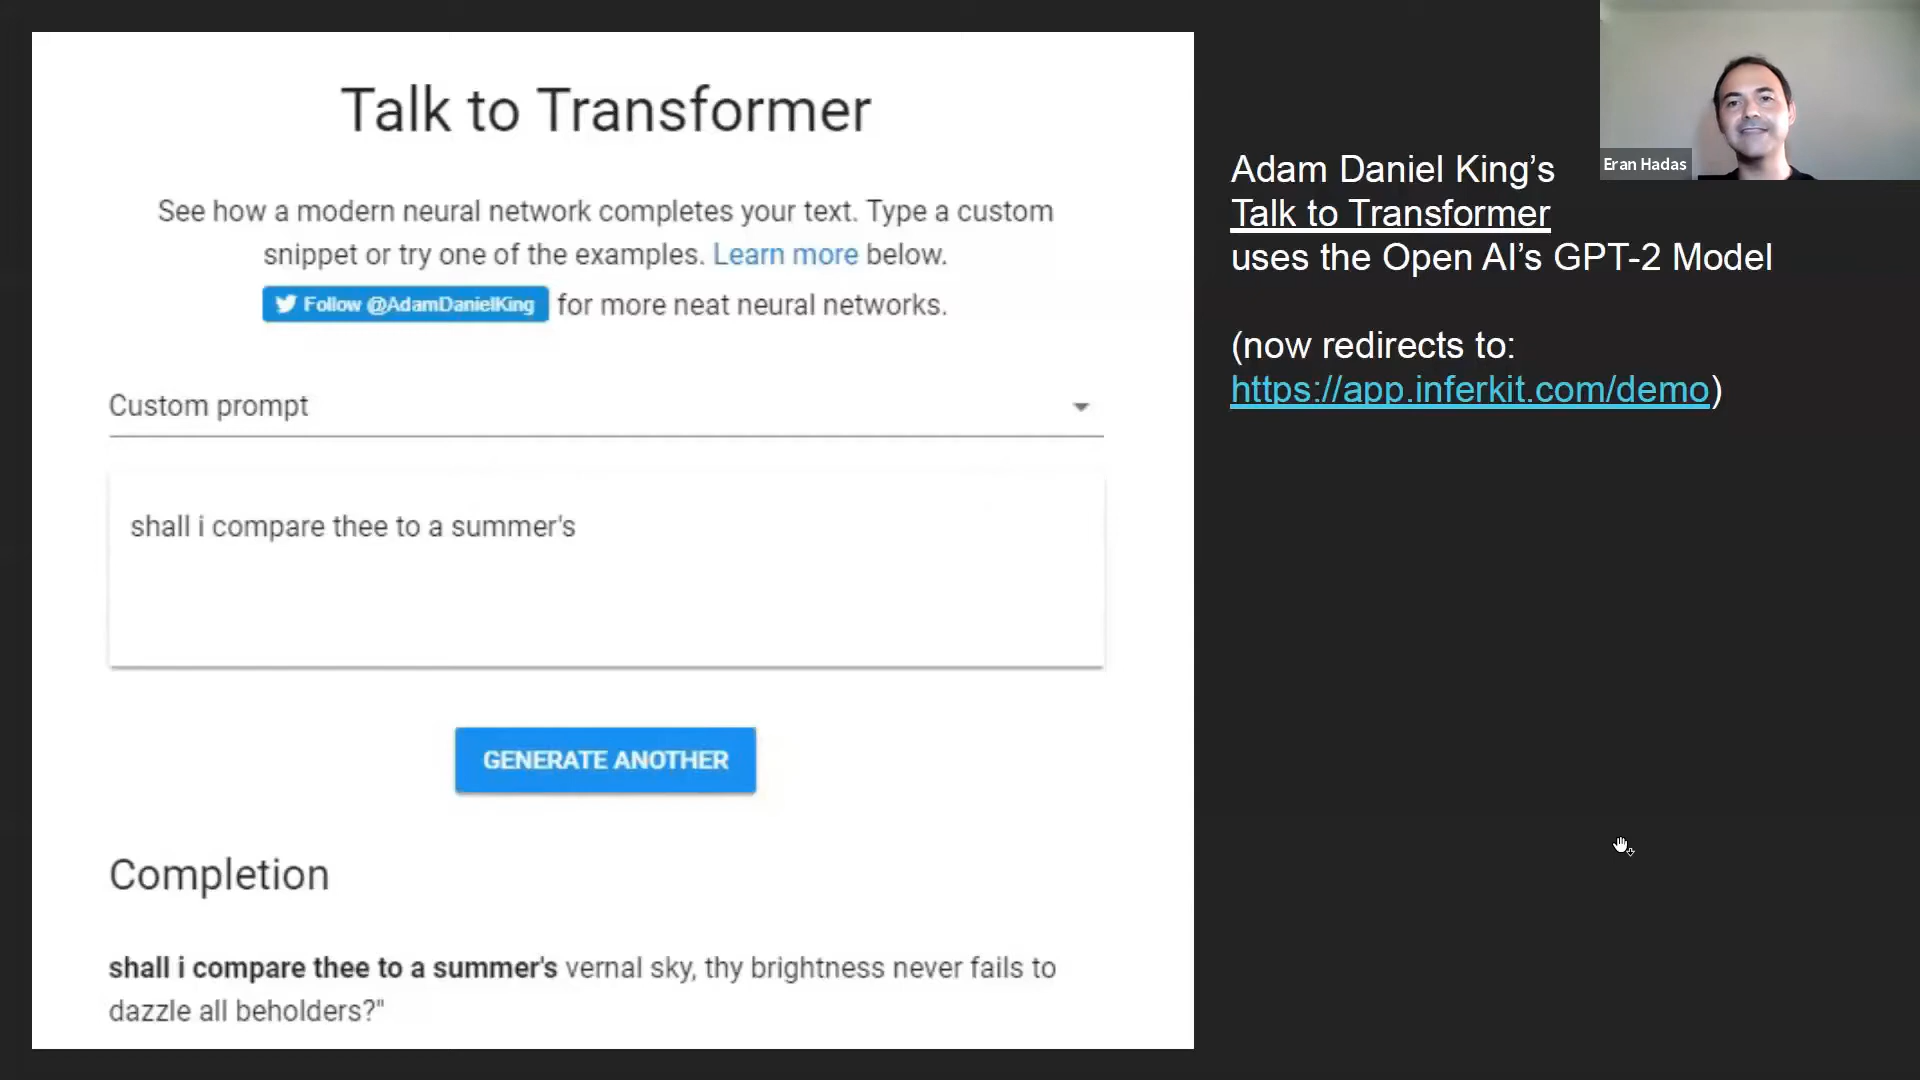 Talk to Transformer
See how a modern neural network completes your text. Type a custom
snippet or try one of the examples. Learn more below.
Follow @AdamDanielKing for more neat neural networks.
Custom prompt
shall i compare thee to a summer's
GENERATE ANOTHER
Completion
shall i compare thee to a summer's vernal sky, thy brightness never fails to
dazzle all beholders?"
Eran Hadas
Adam Daniel King’s
Talk to Transformer
uses the Open AI’s GPT-2 Model
(now redirects to:
https://app.inferkit.com/demo)